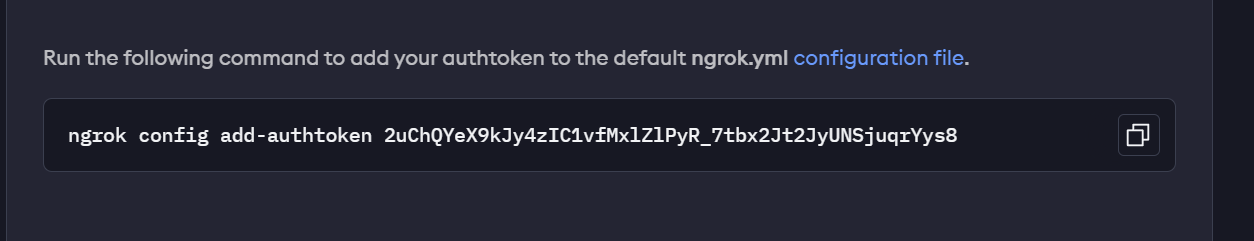 Run the following command to add your authtoken to the default ngrok.yml configuration file.
ngrok config add-authtoken 2uChQYeX9kJy4zIC1vfMxlZlPyR_7tbx2Jt2JyUNSjuqrYys8